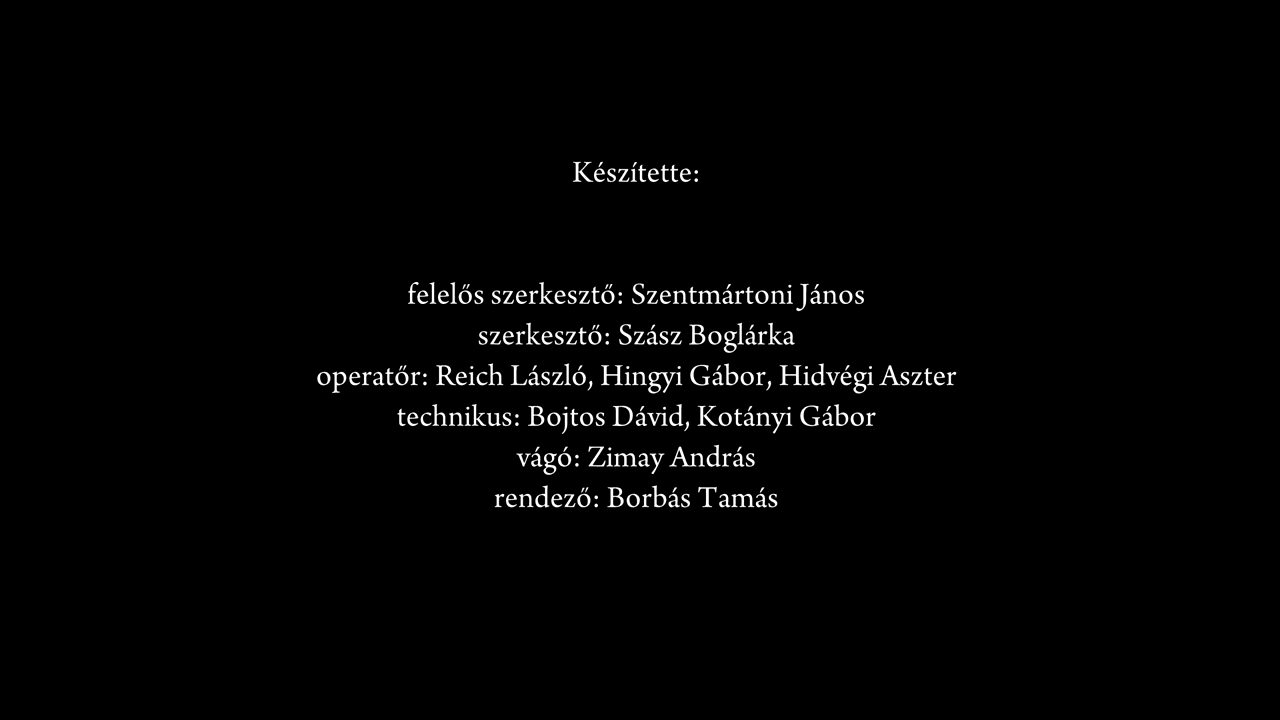 Készítette:
felelős szerkesztő: Szentmártoni János
szerkesztő: Szász Boglárka
operatőr: Reich László, Hingyi Gábor, Hidvégi Aszter
technikus: Bojtos Dávid, Kotányi Gábor
vágó: Zimay András
rendező: Borbás Tamás